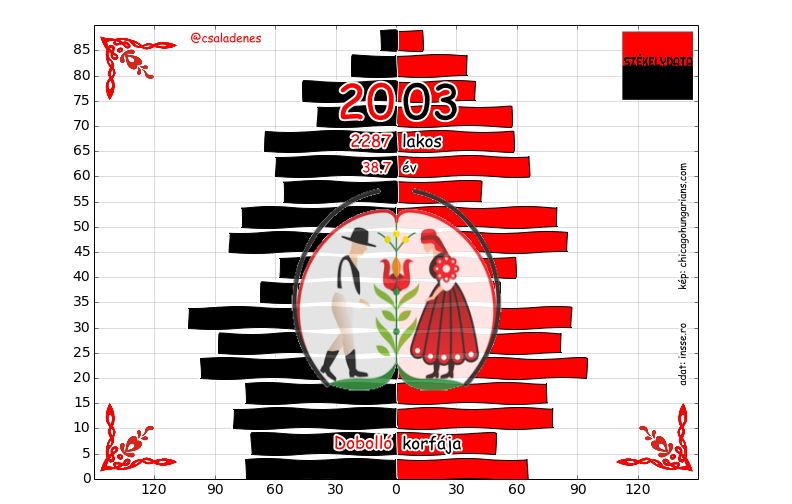 @csaladenes
SZÉKELYDATA
2003
2287 lakos
38.7 év
kép: chicagohungarians.com
adat: insse.ro
Dobolló korfája
85
80
75
70
65
60
55
50
45
40
35
30
25
20
15
10
5
0
120 90 60 30 0 30 60 90 120